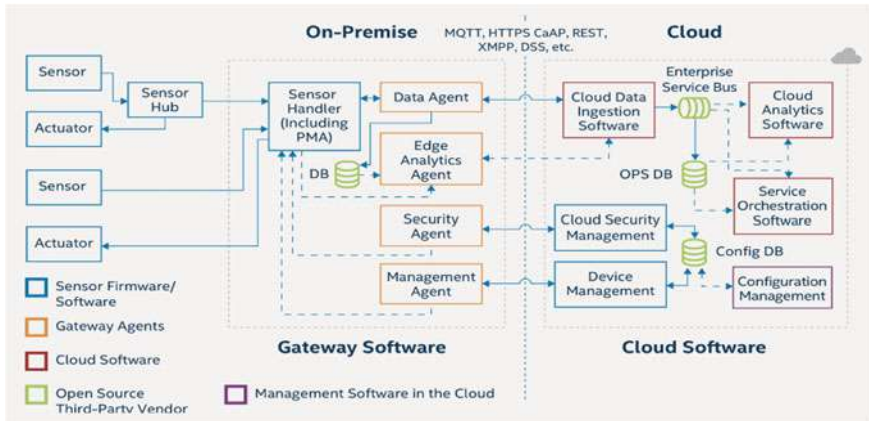 On-Premise
MQTT, HTTPS CaAP, REST,
XMPP, DSS, etc.
Cloud
Sensor
Sensor
Hub
Actuator
Sensor
Actuator
Sensor
Handler
(Including
PMA)
Data Agent
DB
Edge
Analytics
Agent
Security
Agent
Management
Agent
Cloud Data
Ingestion
Software
Enterprise
Service Bus
Cloud
Analytics
Software
OPS DB
Service
Orchestration
Software
Cloud Security
Management
Config DB
Device
Management
Configuration
Management
Gateway Software
Cloud Software
Sensor Firmware/
Software
Gateway Agents
Cloud Software
Open Source
Third-Party Vendor
Management Software in the Cloud